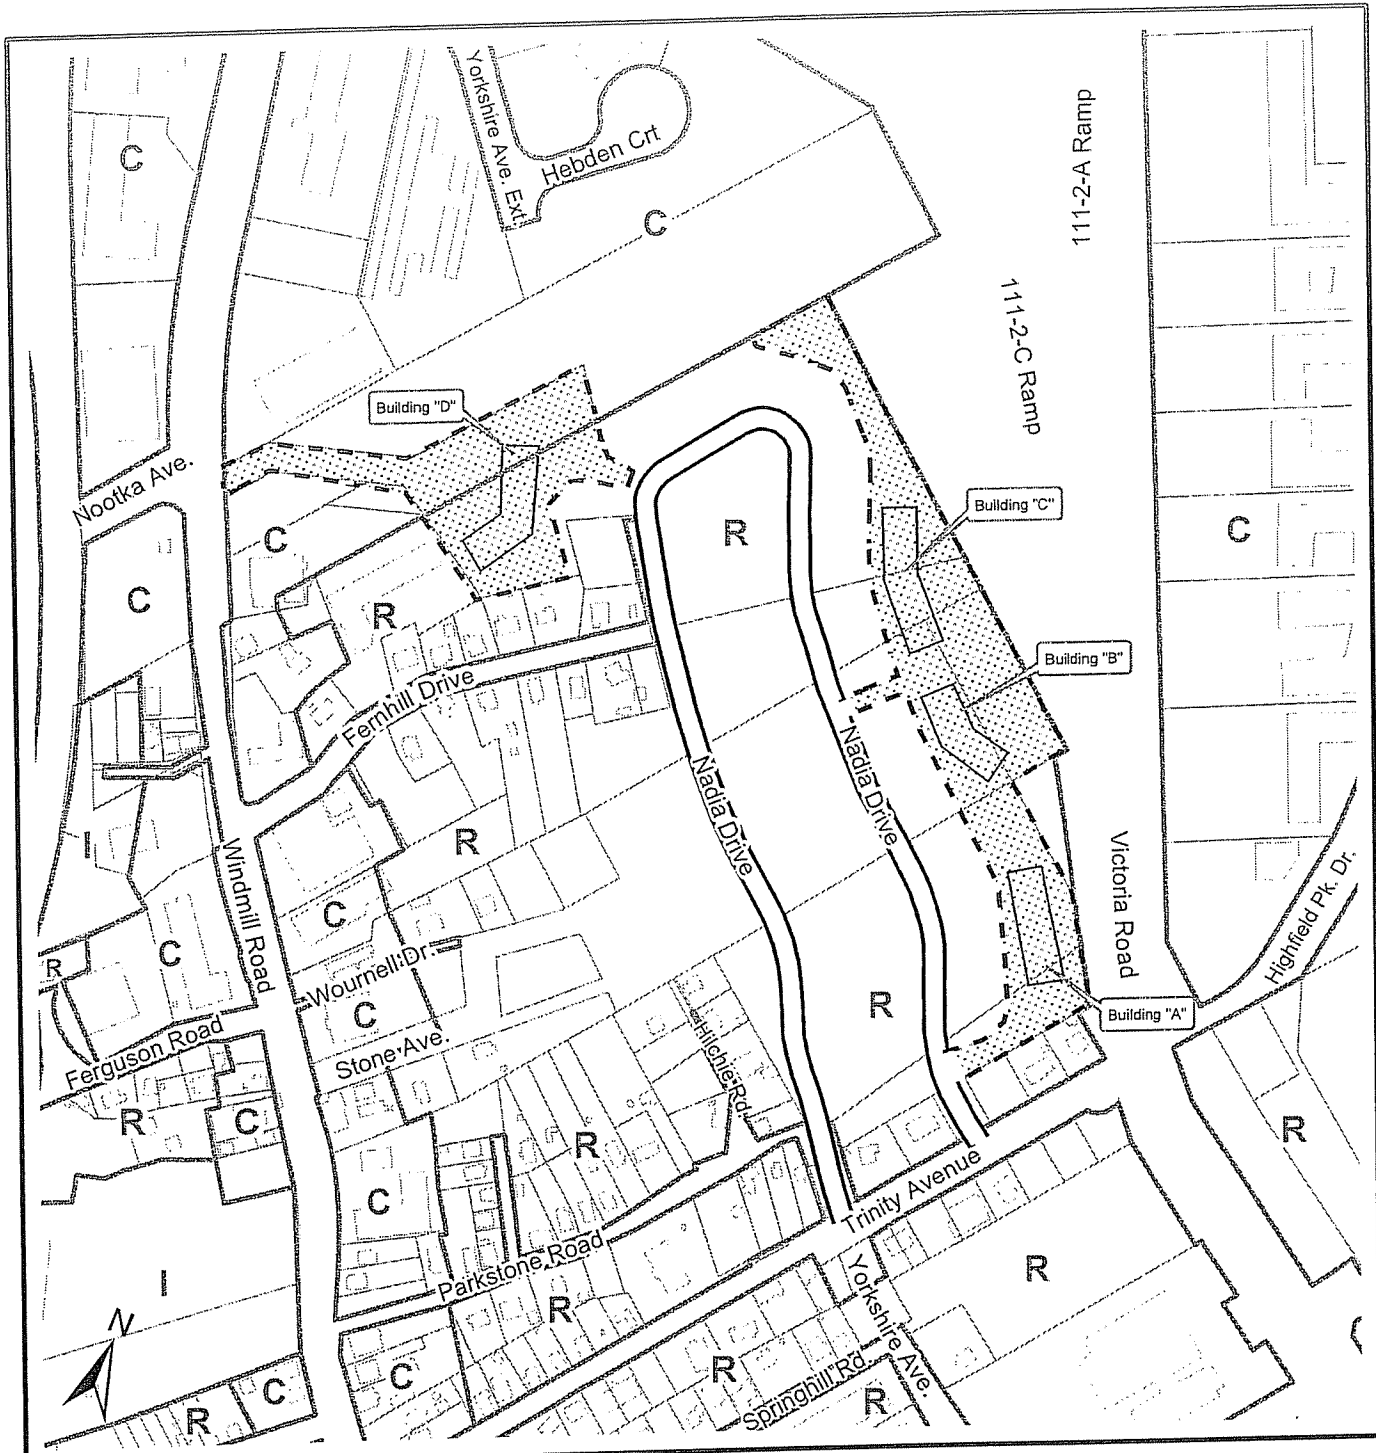 C
Yorkshire Ave. Ext.
Hebden Crt
C
111-2-A Ramp
111-2-C Ramp
Building "D"
Nootka Ave.
C
C
R
Building "C"
C
C
R
Building "B"
Fernhill Drive
Nadia Drive
Nadia Drive
R
I
Windmill Road
C
C
Victoria Road
Highfield Pk. Dr.
R
Wournell Dr.
C
R
Building "A"
Ferguson Road
Stone Ave.
Hilchie Rd.
R
C
R
R
C
Trinity Avenue
Parkstone Road
I
R
Yorkshire Ave.
R
N
C
C
R
Springhill Rd.
R
R